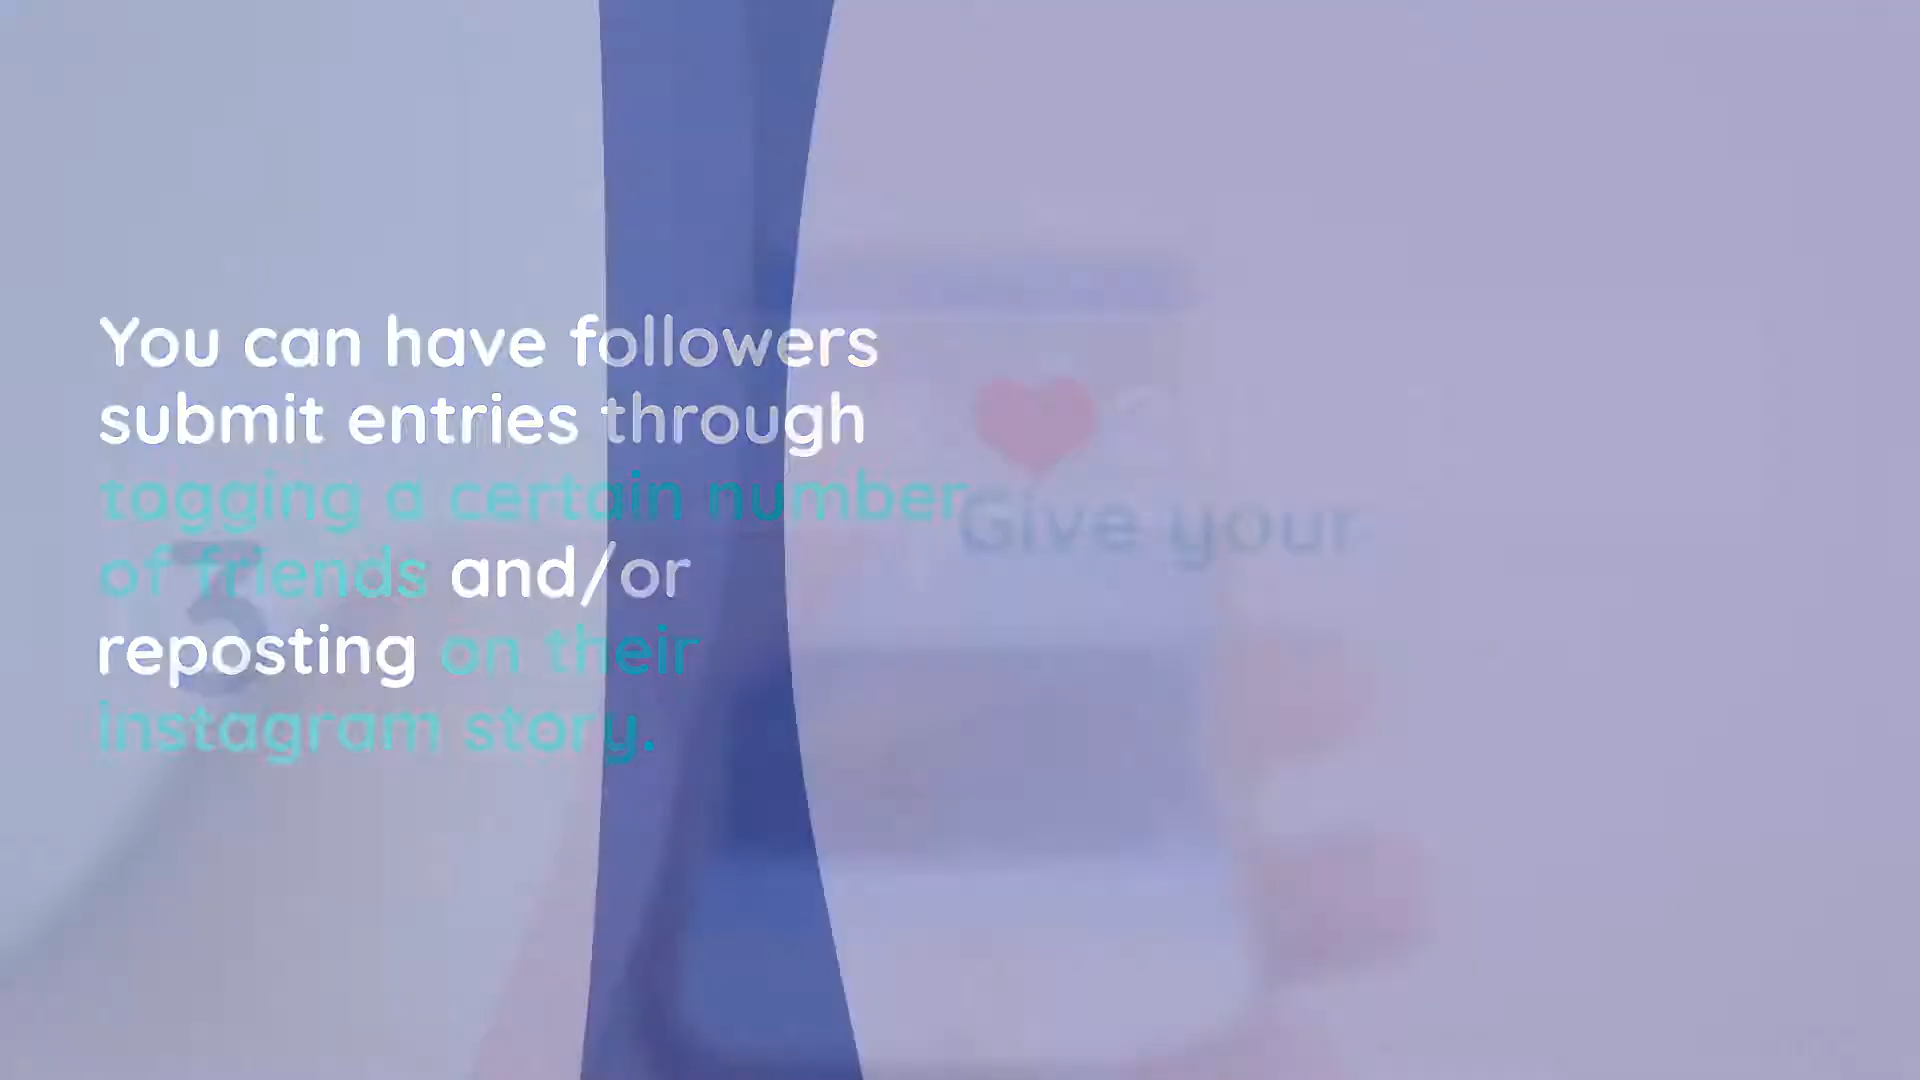 You can have followers
submit entries through
tagging a certain number
of friends and/or
reposting on their
instagram story.
3
Give your